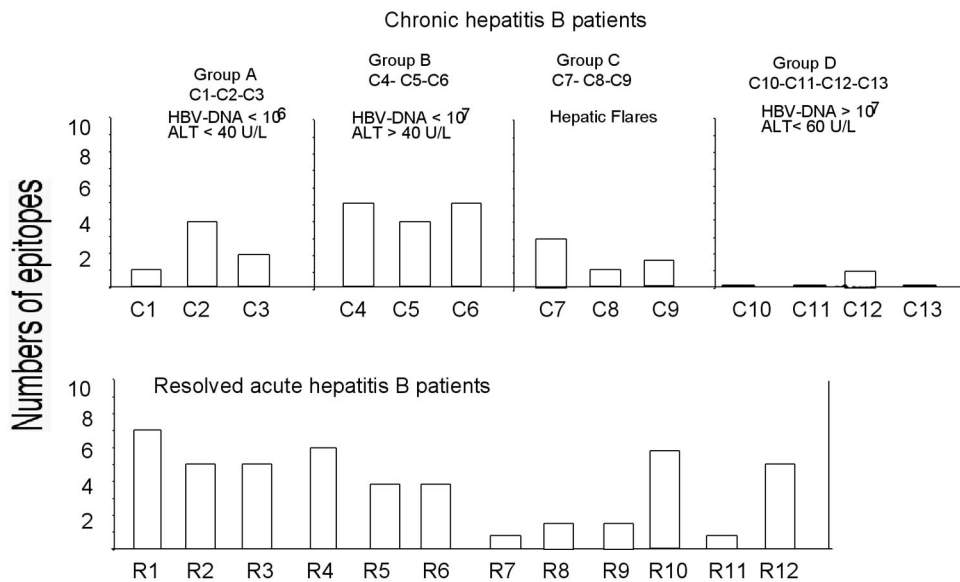 Chronic hepatitis B patients
Group A
C1-C2-C3
HBV-DNA < 10^6
ALT < 40 U/L
Group B
C4- C5-C6
HBV-DNA < 10^7
ALT > 40 U/L
Group C
C7- C8-C9
Hepatic Flares
Group D
C10-C11-C12-C13
HBV-DNA > 10^7
ALT< 60 U/L
Numbers of epitopes
10
8
6
4
2
C1 C2 C3 C4 C5 C6 C7 C8 C9 C10 C11 C12 C13
Resolved acute hepatitis B patients
10
8
6
4
2
R1 R2 R3 R4 R5 R6 R7 R8 R9 R10 R11 R12